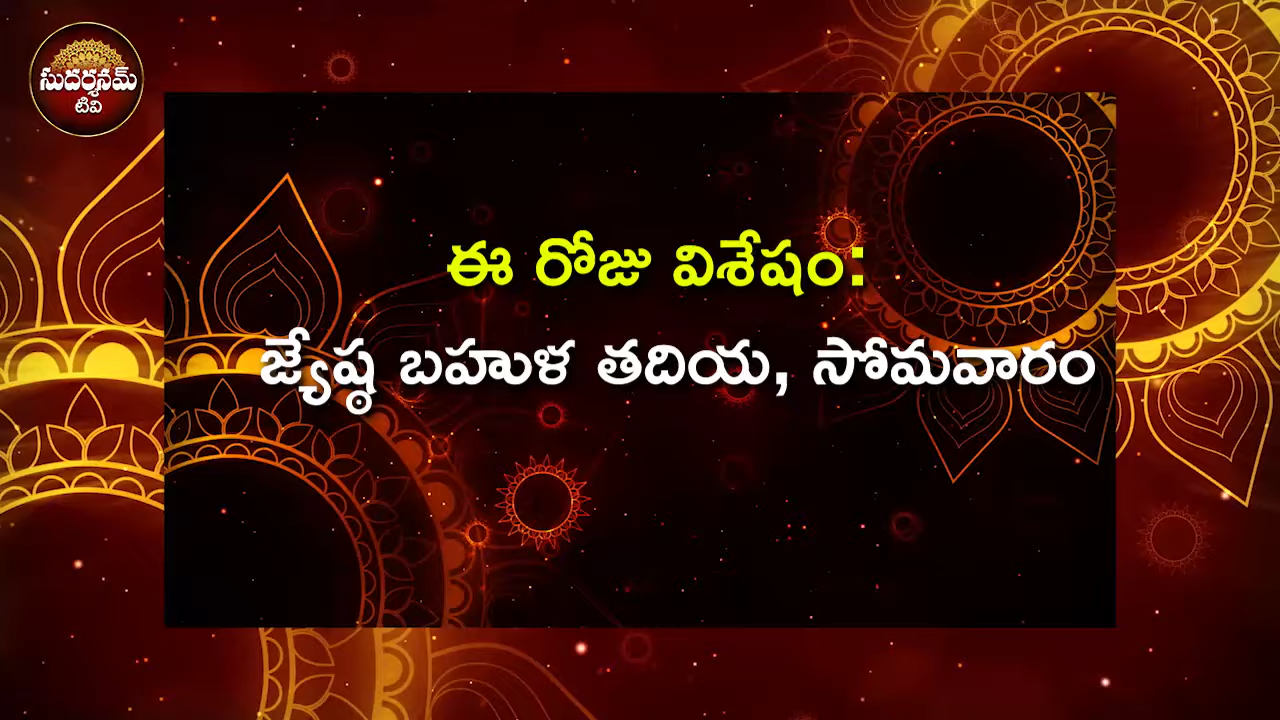 సుదర్శనమ్
టివి
ఈ రోజు విశేషం:
జ్యేష్ఠ బహుళ తదియ, సోమవారం